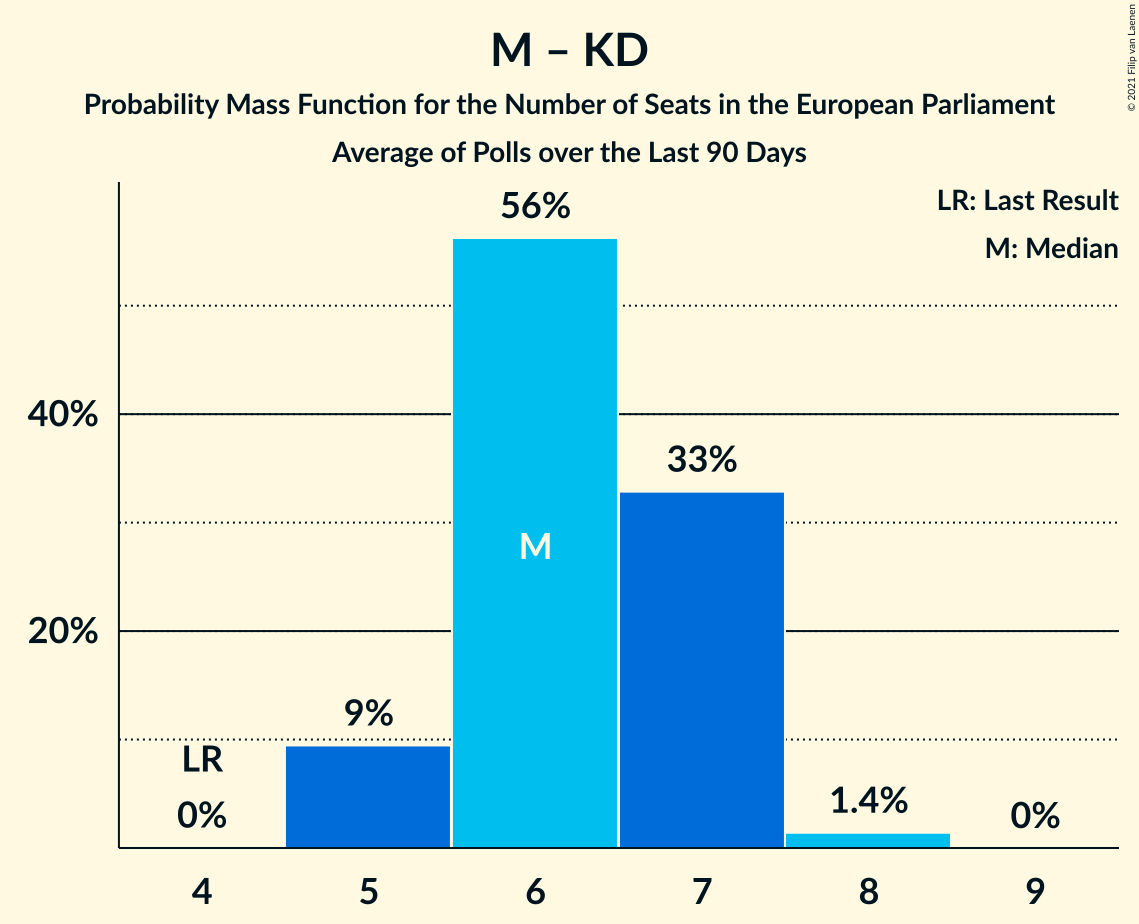 M – KD
Probability Mass Function for the Number of Seats in the European Parliament
Average of Polls over the Last 90 Days
© 2021 Filip van Laenen
LR: Last Result
M: Median
56%
40%
33%
M
20%
9%
LR
0%
1.4%
0%
4 5 6 7 8 9